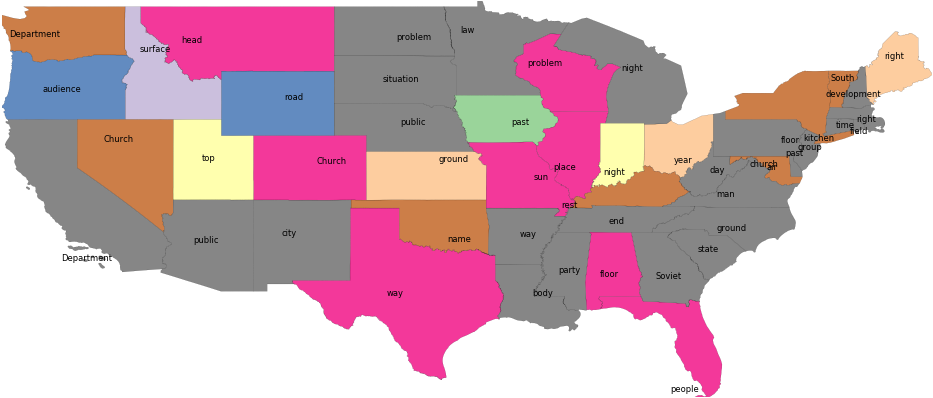 Department
head
surface
audience
road
Church
top
Church
public
city
Department
problem
law
situation
public
ground
past
problem
night
sun
place
rest
night
year
name
way
way
body
party
floor
Soviet
people
end
state
ground
man
day
church
past
floor
group
kitchen
time
field
right
development
South
right